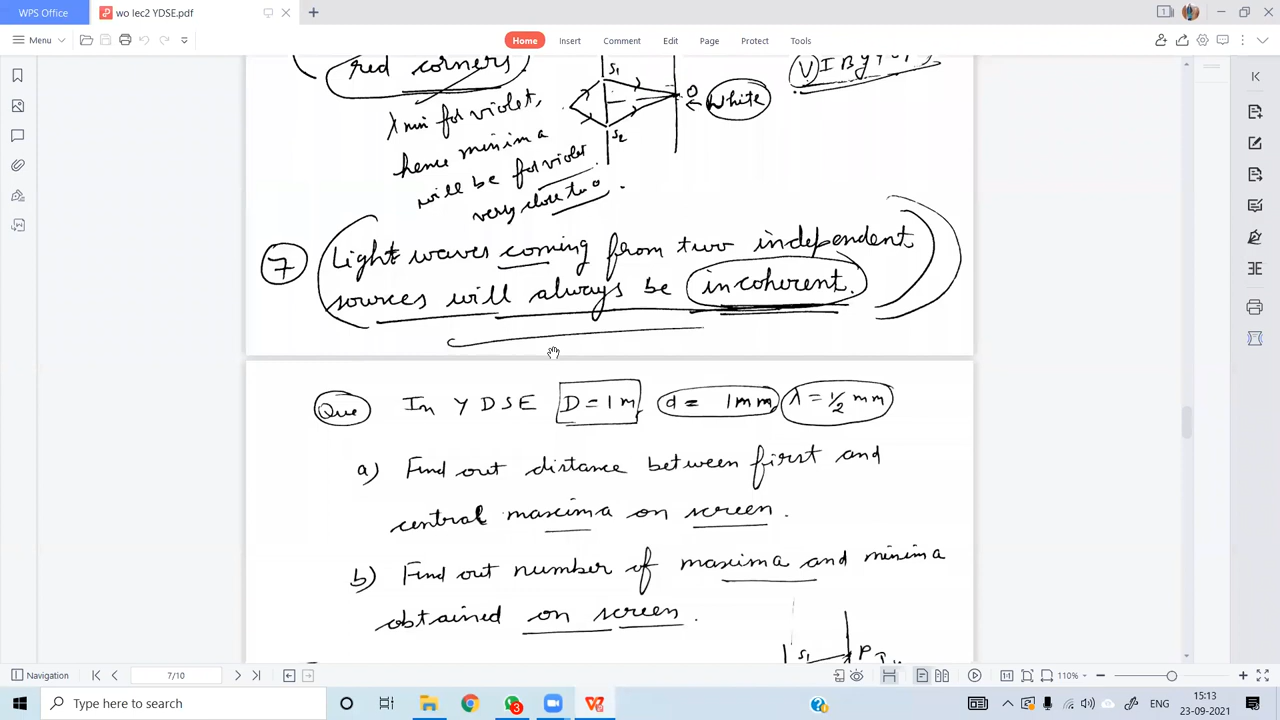 WPS Office
wo lec2 YDSE.pdf
Menu
Home
Insert
Comment
Edit
Page
Protect
Tools
red corners
λ min for violet,
hence minima
will be for violet
very close to o.
S1
S2
O
White
(V) I B G Y O R
7
Light waves coming from two independent
sources will always be incoherent.
Que In YDSE D = 1 m, d = 1 mm, λ = 1/2 mm
a) Find out distance between first and
central maxima on screen.
b) Find out number of maxima and minima
obtained on screen.
S1
P
Navigation
7/10
110%
Type here to search
3
ENG
15:13
23-09-2021